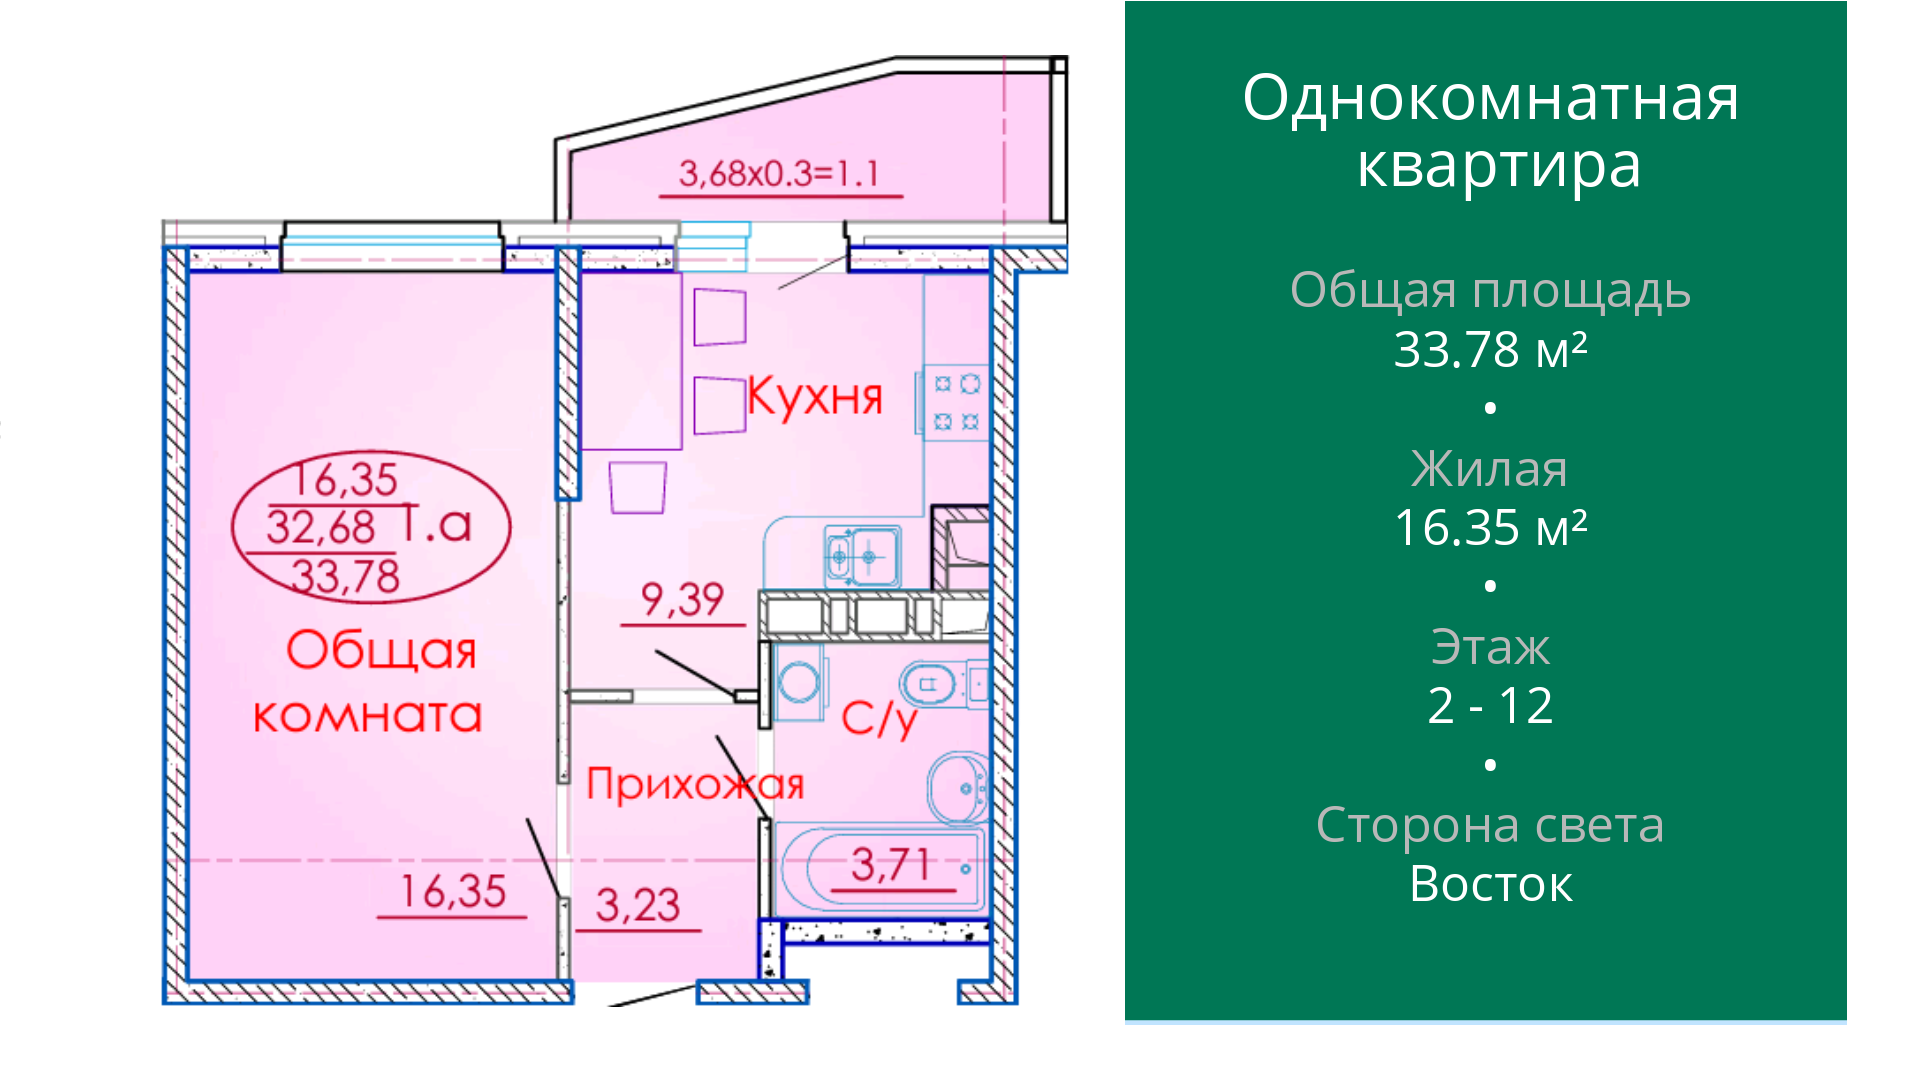 3,68х0.3=1.1
Кухня
16,35
32,68 1.а
33,78
9,39
Общая
комната
С/у
Прихожая
3,71
16,35
3,23
Однокомнатная
квартира
Общая площадь
33.78 м²
•
Жилая
16.35 м²
•
Этаж
2 - 12
•
Сторона света
Восток